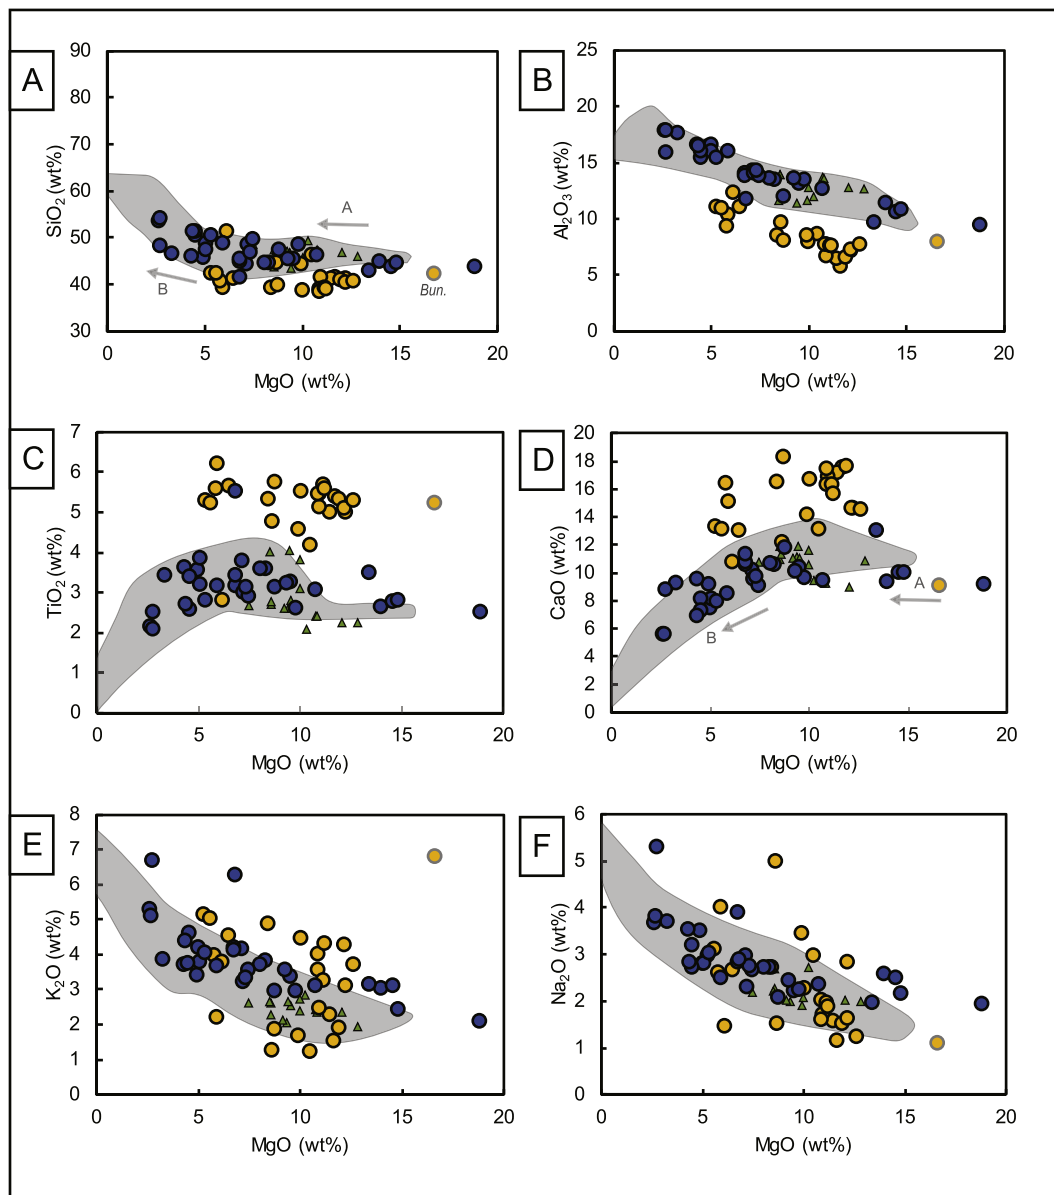 A
SiO2 (wt%)
90
80
70
60
50
40
30
A
B
Bun.
0 5 10 15 20
MgO (wt%)
B
Al2O3 (wt%)
25
20
15
10
5
0
0 5 10 15 20
MgO (wt%)
C
TiO2 (wt%)
7
6
5
4
3
2
1
0
0 5 10 15 20
MgO (wt%)
D
CaO (wt%)
20
18
16
14
12
10
8
6
4
2
0
A
B
0 5 10 15 20
MgO (wt%)
E
K2O (wt%)
8
7
6
5
4
3
2
1
0
0 5 10 15 20
MgO (wt%)
F
Na2O (wt%)
6
5
4
3
2
1
0
0 5 10 15 20
MgO (wt%)